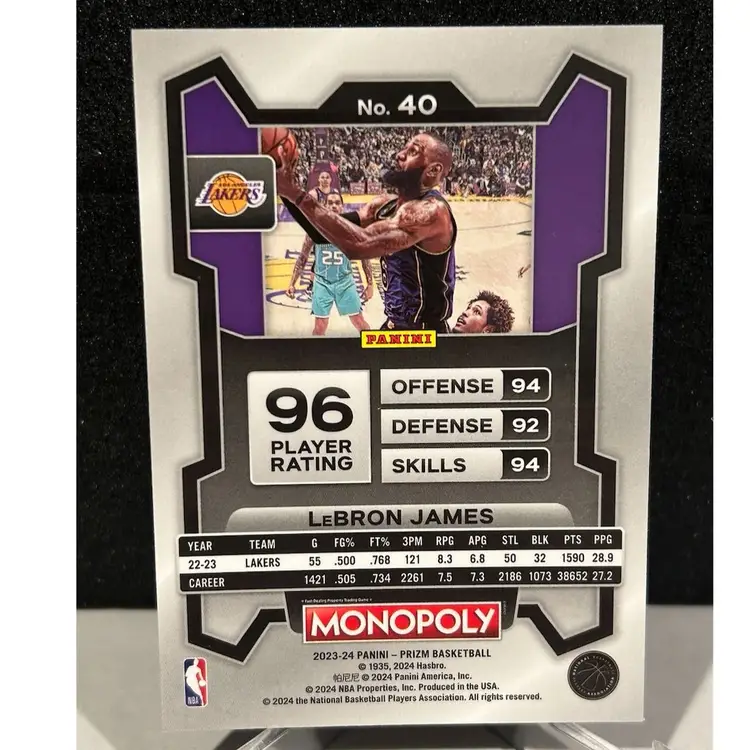 No. 40
LOS ANGELES
LAKERS
25
PANINI
96
PLAYER
RATING
OFFENSE 94
DEFENSE 92
SKILLS 94
LeBRON JAMES
YEAR TEAM G FG% FT% 3PM RPG APG STL BLK PTS PPG
22-23 LAKERS 55 .500 .768 121 8.3 6.8 50 32 1590 28.9
CAREER 1421 .505 .734 2261 7.5 7.3 2186 1073 38652 27.2
MONOPOLY
2023-24 PANINI – PRIZM BASKETBALL
© 1935, 2024 Hasbro.
帕尼尼 © 2024 Panini America, Inc.
© 2024 NBA Properties, Inc. Produced in the USA.
© 2024 the National Basketball Players Association. All rights reserved.
NBA